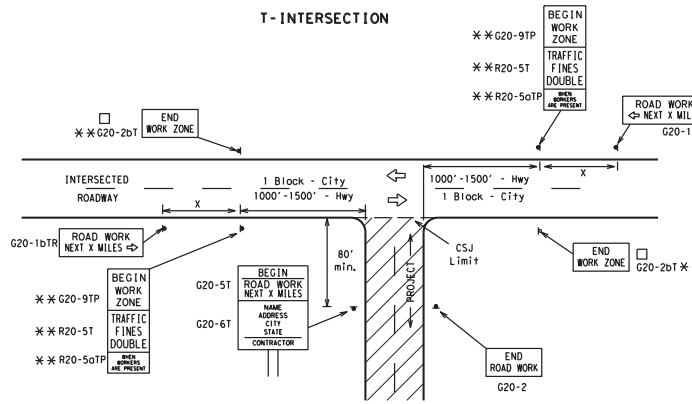 T-INTERSECTION
BEGIN
WORK
ZONE
TRAFFIC
FINES
DOUBLE
WHEN
WORKERS
ARE PRESENT
**G20-9TP
**R20-5T
**R20-5aTP
ROAD WORK
⇦ NEXT X MIL
G20-1
□
**G20-2bT
END
WORK ZONE
X
INTERSECTED
ROADWAY
1 Block - City
1000'-1500' - Hwy
1000'-1500' - Hwy
1 Block - City
X
G20-1bTR
ROAD WORK
NEXT X MILES ⇨
80'
min.
CSJ
Limit
PROJECT
END
WORK ZONE
□
G20-2bT *
BEGIN
WORK
ZONE
TRAFFIC
FINES
DOUBLE
WHEN
WORKERS
ARE PRESENT
**G20-9TP
**R20-5T
**R20-5aTP
G20-5T
G20-6T
BEGIN
ROAD WORK
NEXT X MILES
NAME
ADDRESS
CITY
STATE
CONTRACTOR
END
ROAD WORK
G20-2